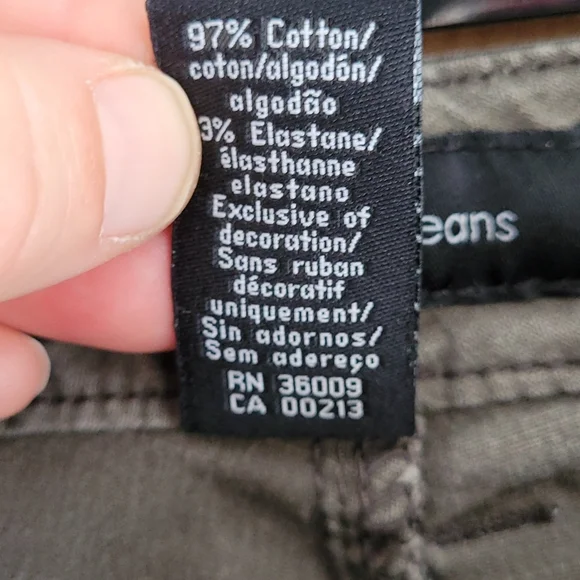 97% Cotton/
coton/algodón/
algodão
3% Elastane/
élasthanne
elastano
Exclusive of
decoration/
Sans ruban
décoratif
uniquement/
Sin adornos/
Sem adereço
RN 36009
CA 00213
eans